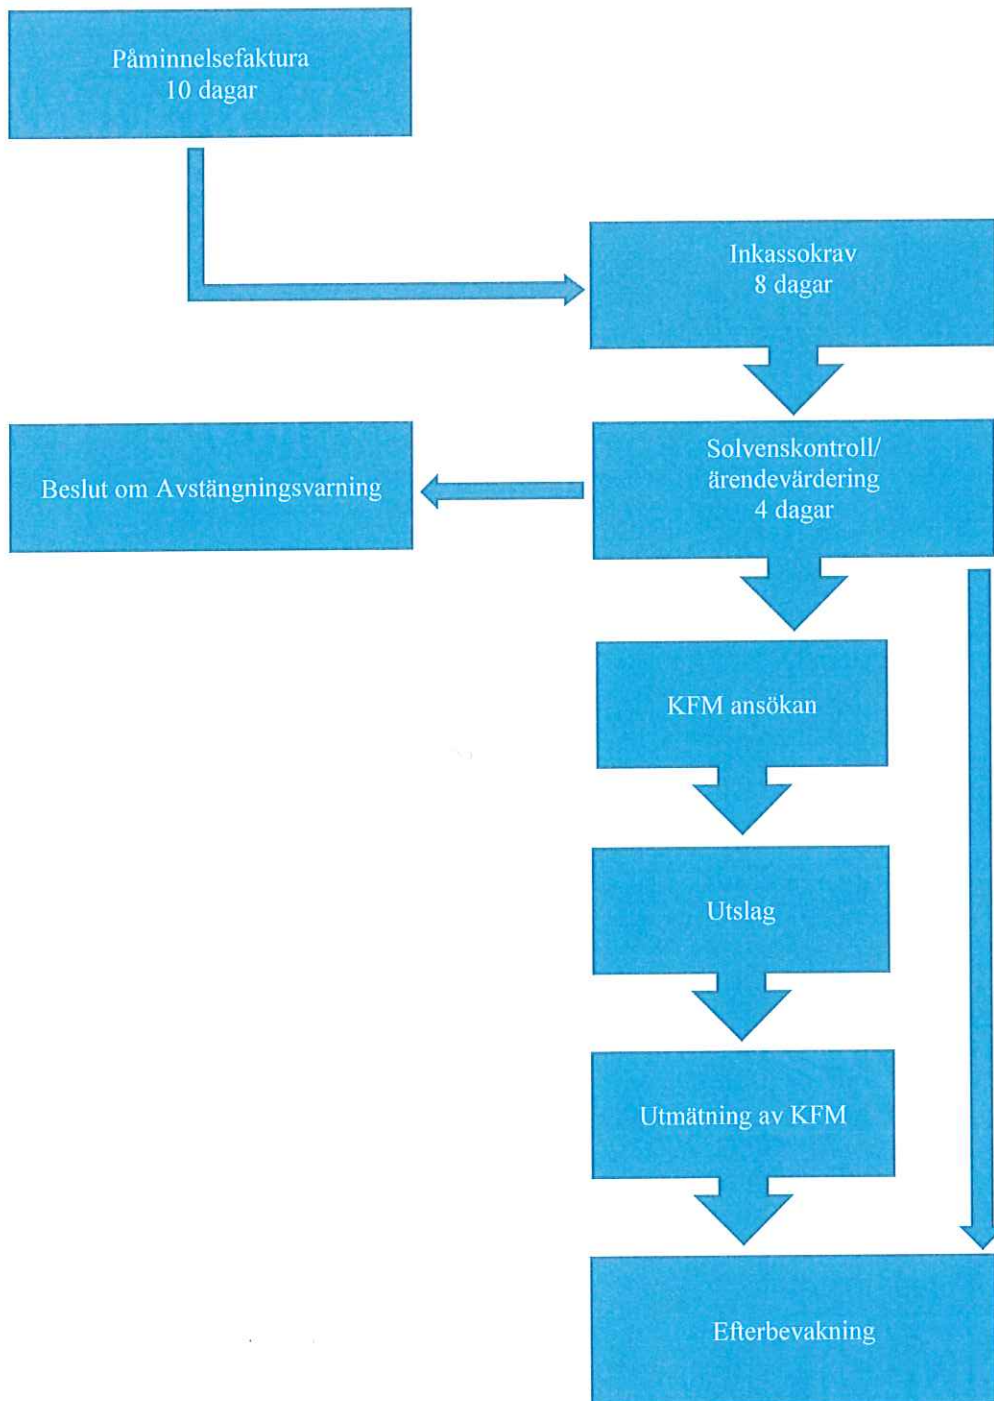 Påminnelsefaktura
10 dagar
Inkassokrav
8 dagar
Solvenskontroll/
ärendevärdering
4 dagar
Beslut om Avstängningsvarning
KFM ansökan
Utslag
Utmätning av KFM
Efterbevakning